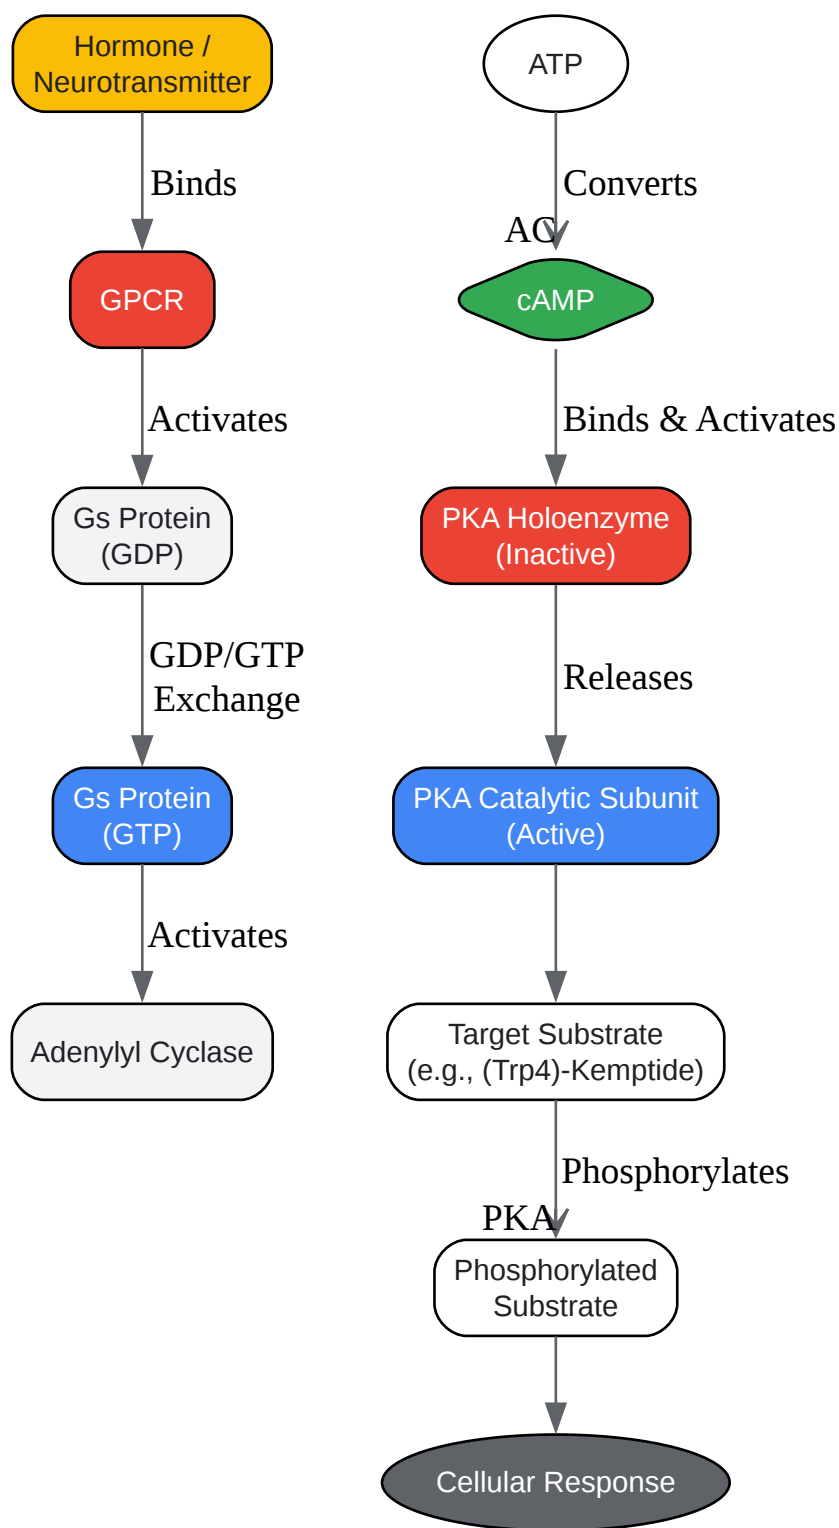 Hormone /
Neurotransmitter
Binds
GPCR
Activates
Gs Protein
(GDP)
GDP/GTP
Exchange
Gs Protein
(GTP)
Activates
Adenylyl Cyclase
ATP
Converts
AC
cAMP
Binds & Activates
PKA Holoenzyme
(Inactive)
Releases
PKA Catalytic Subunit
(Active)
Target Substrate
(e.g., (Trp4)-Kemptide)
Phosphorylates
PKA
Phosphorylated
Substrate
Cellular Response